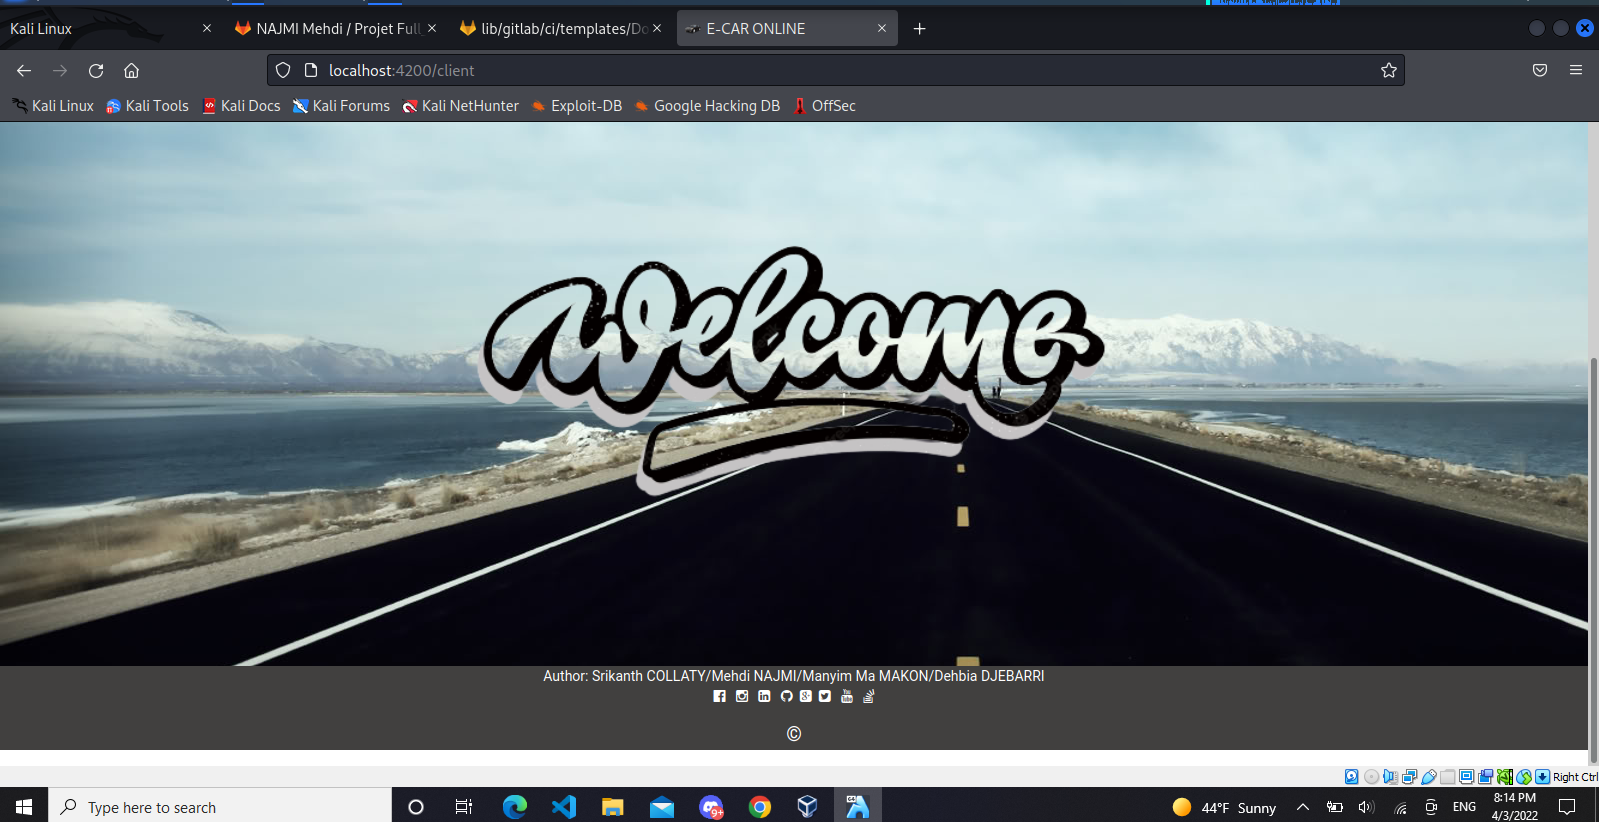 Kali Linux
NAJMI Mehdi / Projet Full
lib/gitlab/ci/templates/Do
E-CAR ONLINE
localhost:4200/client
Kali Linux
Kali Tools
Kali Docs
Kali Forums
Kali NetHunter
Exploit-DB
Google Hacking DB
OffSec
Welcome
Author: Srikanth COLLATY/Mehdi NAJMI/Manyim Ma MAKON/Dehbia DJEBARRI
©
Right Ctrl
Type here to search
9+
44°F Sunny
ENG
8:14 PM
4/3/2022